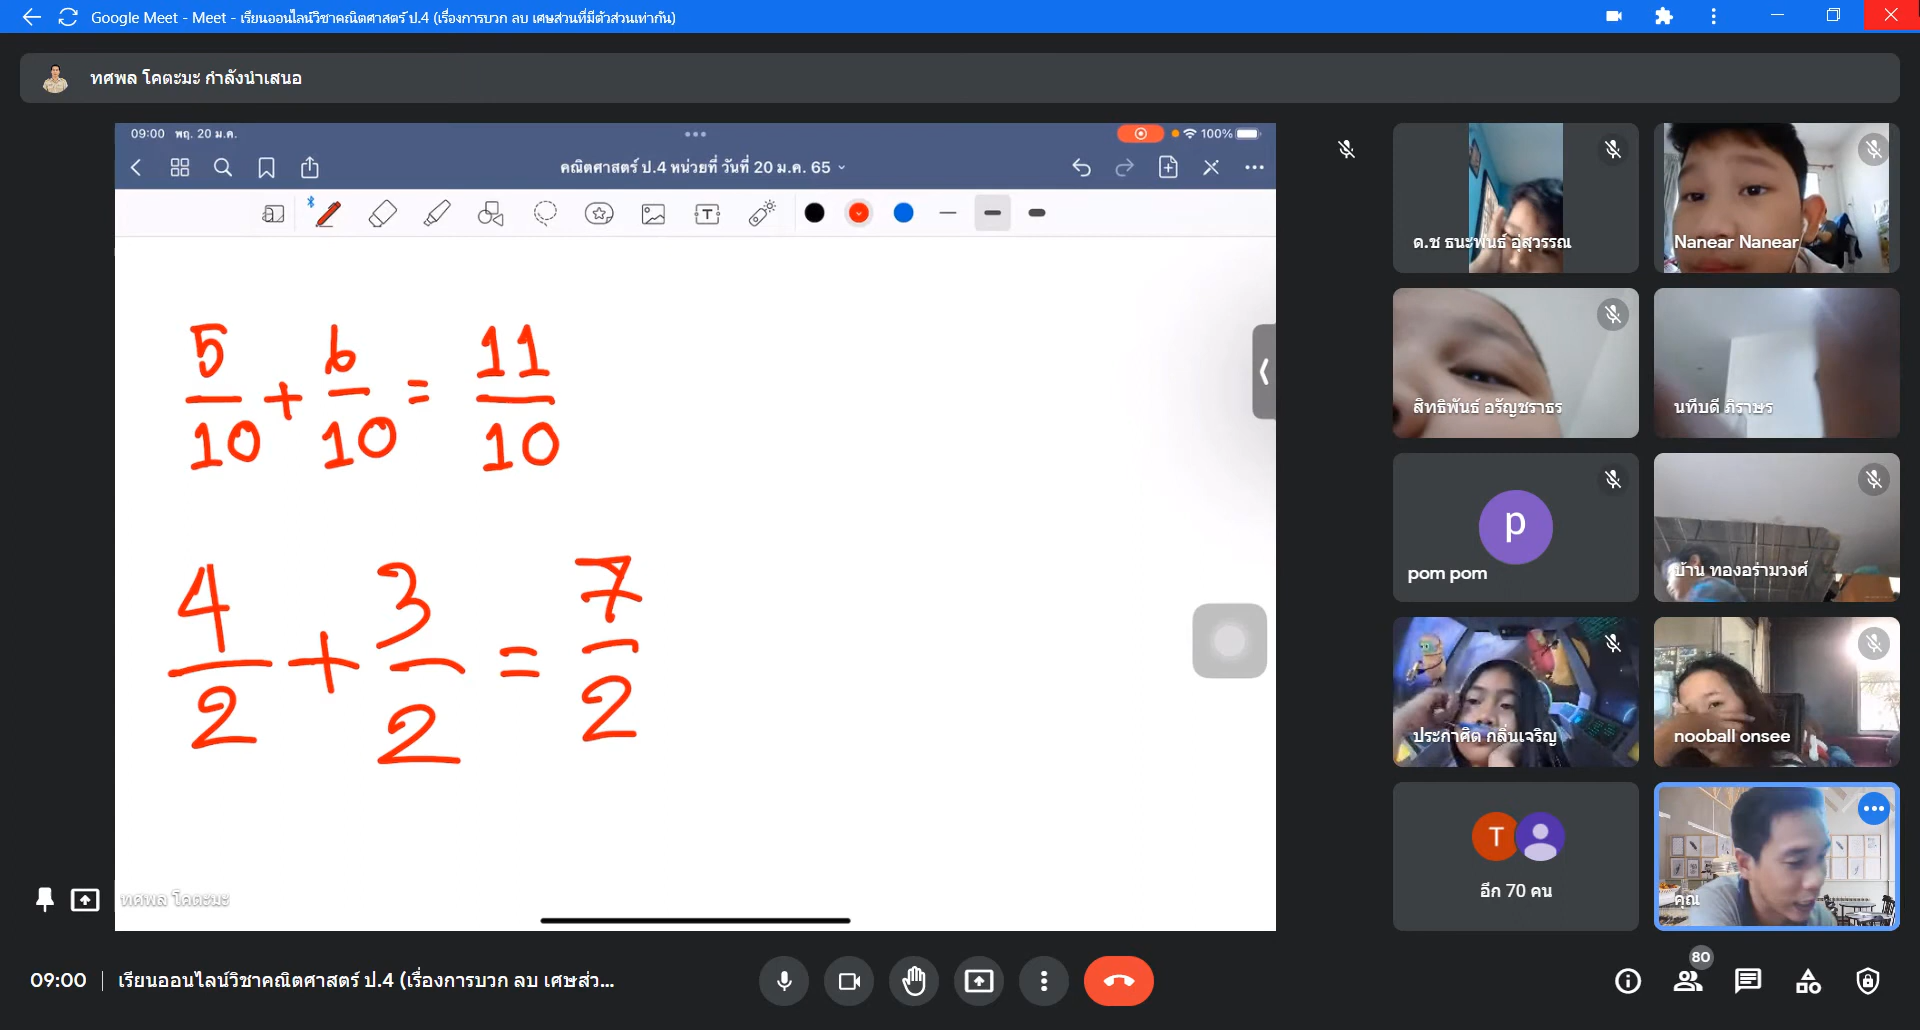 Google Meet - Meet - เรียนออนไลน์วิชาคณิตศาสตร์ ป.4 (เรื่องการบวก ลบ เศษส่วนที่มีตัวส่วนเท่ากัน)
ทศพล โคตะมะ กำลังนำเสนอ
09:00 พฤ. 20 ม.ค.
100%
คณิตศาสตร์ ป.4 หน่วยที่ วันที่ 20 ม.ค. 65
T
5/10 + 6/10 = 11/10
4/2 + 3/2 = 7/2
ทศพล โคตะมะ
ด.ช ธนะพันธ์ อุ่สุวรรณ
Nanear Nanear
สิทธิพันธ์ อรัญชราธร
นทีบดี ภิราษร
p
pom pom
บ้าน ทองอร่ามวงศ์
ประกาศิต กลิ่นเจริญ
nooball onsee
T
อีก 70 คน
คุณ
09:00 | เรียนออนไลน์วิชาคณิตศาสตร์ ป.4 (เรื่องการบวก ลบ เศษส่ว...
80